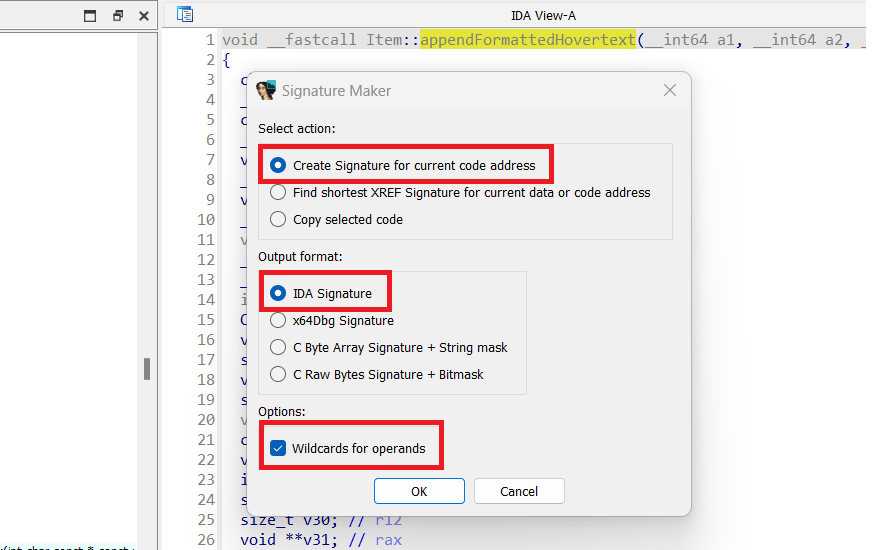 IDA View-A
1 void __fastcall Item::appendFormattedHovertext(__int64 a1, __int64 a2, _
2 {
3
4
5
6
7
8
9
10
11
12
13
14
15
16
17
18
19
20
21
22
23
24
25 size_t v30; // r12
26 void **v31; // rax
Signature Maker
Select action:
Create Signature for current code address
Find shortest XREF Signature for current data or code address
Copy selected code
Output format:
IDA Signature
x64Dbg Signature
C Byte Array Signature + String mask
C Raw Bytes Signature + Bitmask
Options:
Wildcards for operands
OK
Cancel